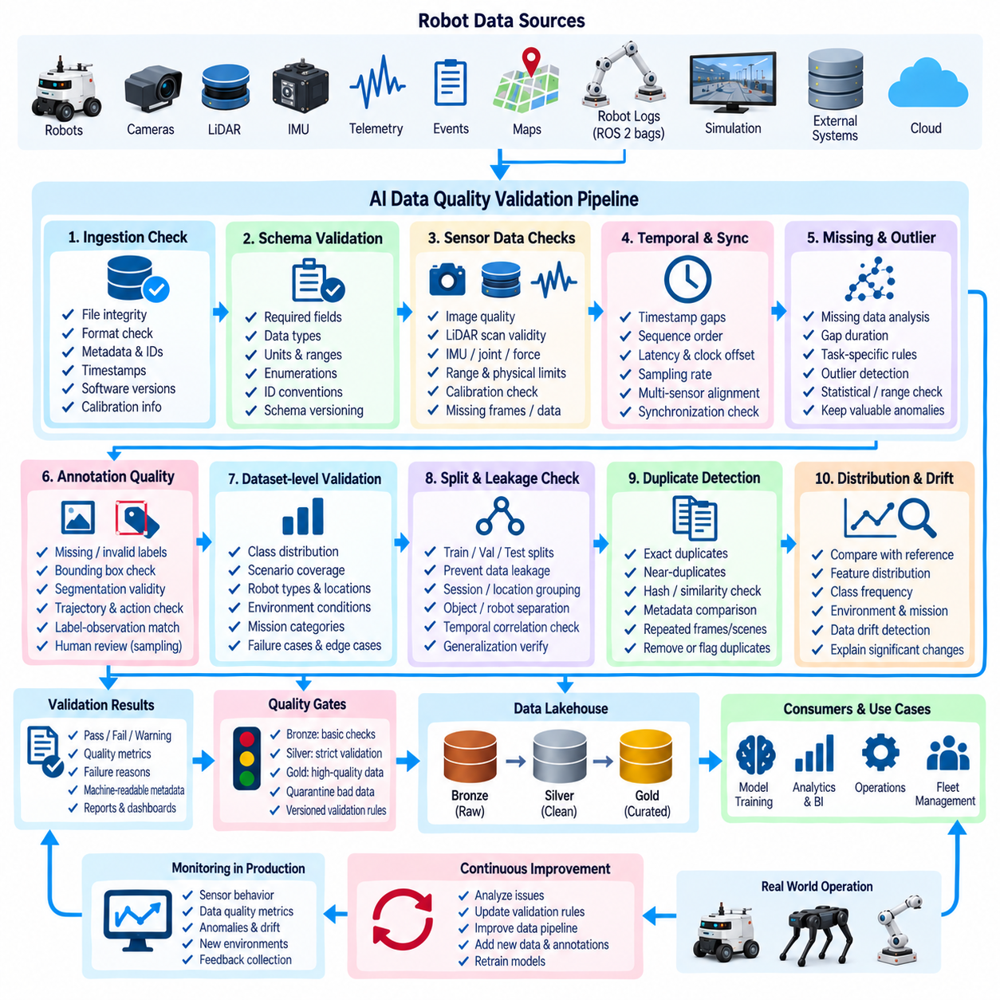 Robot Data Sources
Robots
Cameras
LiDAR
IMU
Telemetry
Events
Maps
Robot Logs
(ROS 2 bags)
Simulation
External
Systems
Cloud
AI Data Quality Validation Pipeline
1. Ingestion Check
File integrity
Format check
Metadata & IDs
Timestamps
Software versions
Calibration info
2. Schema Validation
Required fields
Data types
Units & ranges
Enumerations
ID conventions
Schema versioning
3. Sensor Data Checks
Image quality
LiDAR scan validity
IMU / joint / force
Range & physical limits
Calibration check
Missing frames / data
4. Temporal & Sync
Timestamp gaps
Sequence order
Latency & clock offset
Sampling rate
Multi-sensor alignment
Synchronization check
5. Missing & Outlier
Missing data analysis
Gap duration
Task-specific rules
Outlier detection
Statistical / range check
Keep valuable anomalies
6. Annotation Quality
Missing / invalid labels
Bounding box check
Segmentation validity
Trajectory & action check
Label-observation match
Human review (sampling)
7. Dataset-level Validation
Class distribution
Scenario coverage
Robot types & locations
Environment conditions
Mission categories
Failure cases & edge cases
8. Split & Leakage Check
Train / Val / Test splits
Prevent data leakage
Session / location grouping
Object / robot separation
Temporal correlation check
Generalization verify
9. Duplicate Detection
Exact duplicates
Near-duplicates
Hash / similarity check
Metadata comparison
Repeated frames/scenes
Remove or flag duplicates
10. Distribution & Drift
Compare with reference
Feature distribution
Class frequency
Environment & mission
Data drift detection
Explain significant changes
Validation Results
Pass / Fail / Warning
Quality metrics
Failure reasons
Machine-readable metadata
Reports & dashboards
Quality Gates
Bronze: basic checks
Silver: strict validation
Gold: high-quality data
Quarantine bad data
Versioned validation rules
Data Lakehouse
Bronze
(Raw)
Silver
(Clean)
Gold
(Curated)
Consumers & Use Cases
Model
Training
Analytics
& BI
Operations
Fleet
Management
Monitoring in Production
Sensor behavior
Data quality metrics
Anomalies & drift
New environments
Feedback collection
Continuous Improvement
Analyze issues
Update validation rules
Improve data pipeline
Add new data & annotations
Retrain models
Real World Operation